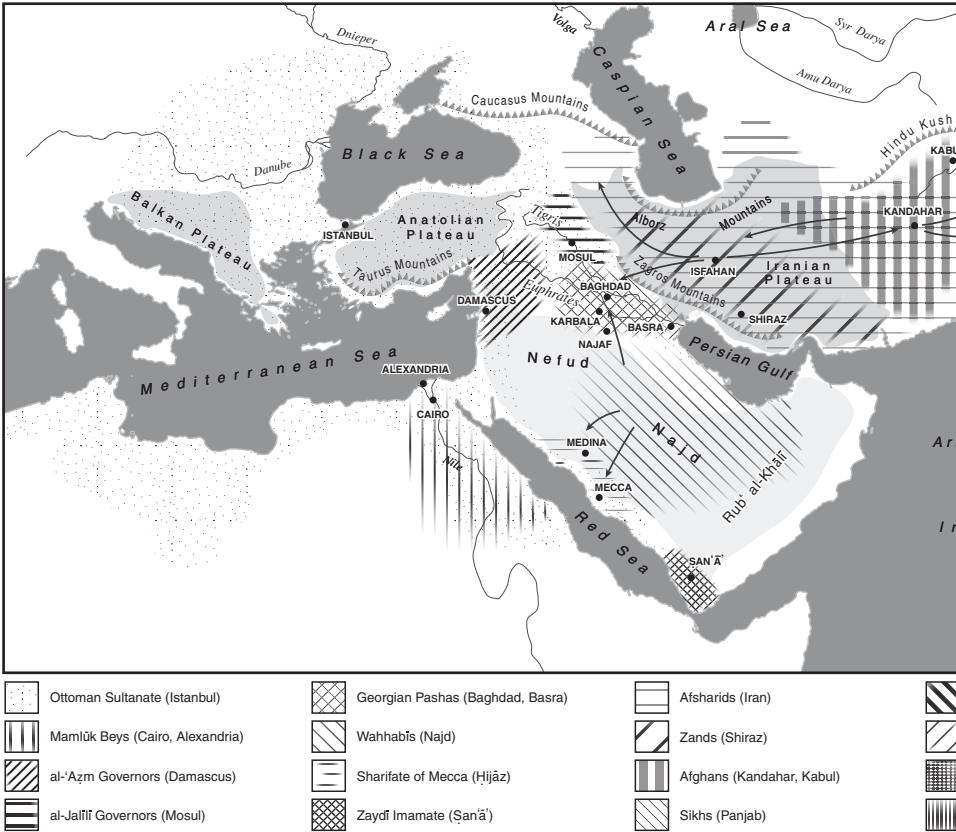 Dnieper
Volga
Aral Sea
Syr Darya
Amu Darya
Caspian Sea
Caucasus Mountains
Hindu Kush
Black Sea
Danube
KANDAHAR
Balkan Plateau
Anatolian
Plateau
ISTANBUL
Tigris
Alborz
Mountains
MOSUL
Taurus Mountains
ISFAHAN
Iranian
Plateau
Zagros Mountains
Euphrates
BAGHDAD
DAMASCUS
KARBALA
BASRA
SHIRAZ
NAJAF
Persian Gulf
Mediterranean Sea
Nefud
ALEXANDRIA
CAIRO
Nile
MEDINA
Najd
MECCA
Rubʿ al-Khālī
Red Sea
ṢANʿĀʾ
Ottoman Sultanate (Istanbul)
Georgian Pashas (Baghdad, Basra)
Afsharids (Iran)
Mamlūk Beys (Cairo, Alexandria)
Wahhabīs (Najd)
Zands (Shiraz)
al-ʿAẓm Governors (Damascus)
Sharifate of Mecca (Ḥijāz)
Afghans (Kandahar, Kabul)
al-Jalīlī Governors (Mosul)
Zaydī Imamate (Ṣanʿāʾ)
Sikhs (Panjab)